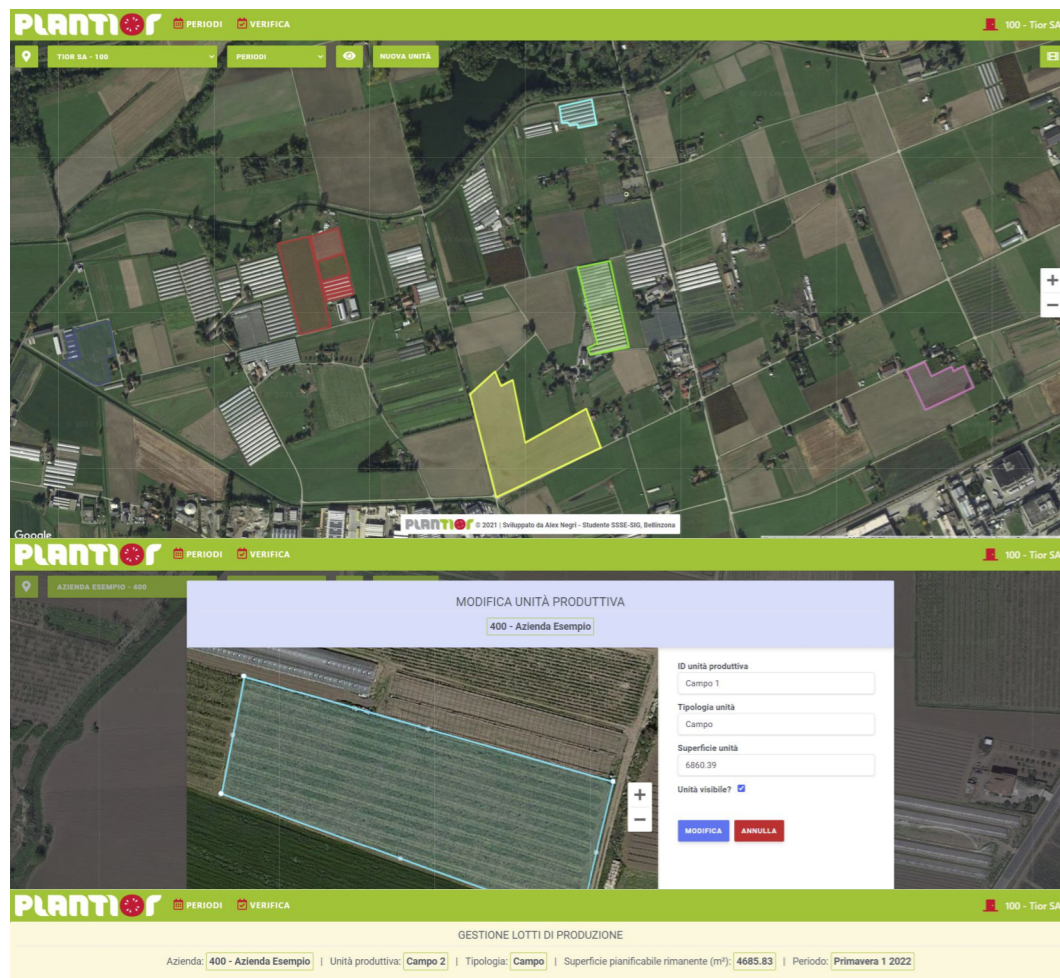 PLANTIOR PERIODI VERIFICA 100 - Tior SA
TIOR SA - 100 PERIODI NUOVA UNITÀ
+
−
Google
PLANTIOR © 2021 | Sviluppato da Alex Negri - Studente SSSE-SIG, Bellinzona
PLANTIOR PERIODI VERIFICA 100 - Tior SA
AZIENDA ESEMPIO - 400
MODIFICA UNITÀ PRODUTTIVA
400 - Azienda Esempio
ID unità produttiva
Campo 1
Tipologia unità
Campo
Superficie unità
6860.39
Unità visibile?
+
−
MODIFICA ANNULLA
PLANTIOR PERIODI VERIFICA 100 - Tior SA
GESTIONE LOTTI DI PRODUZIONE
Azienda: 400 - Azienda Esempio | Unità produttiva: Campo 2 | Tipologia: Campo | Superficie pianificabile rimanente (m²): 4685.83 | Periodo: Primavera 1 2022